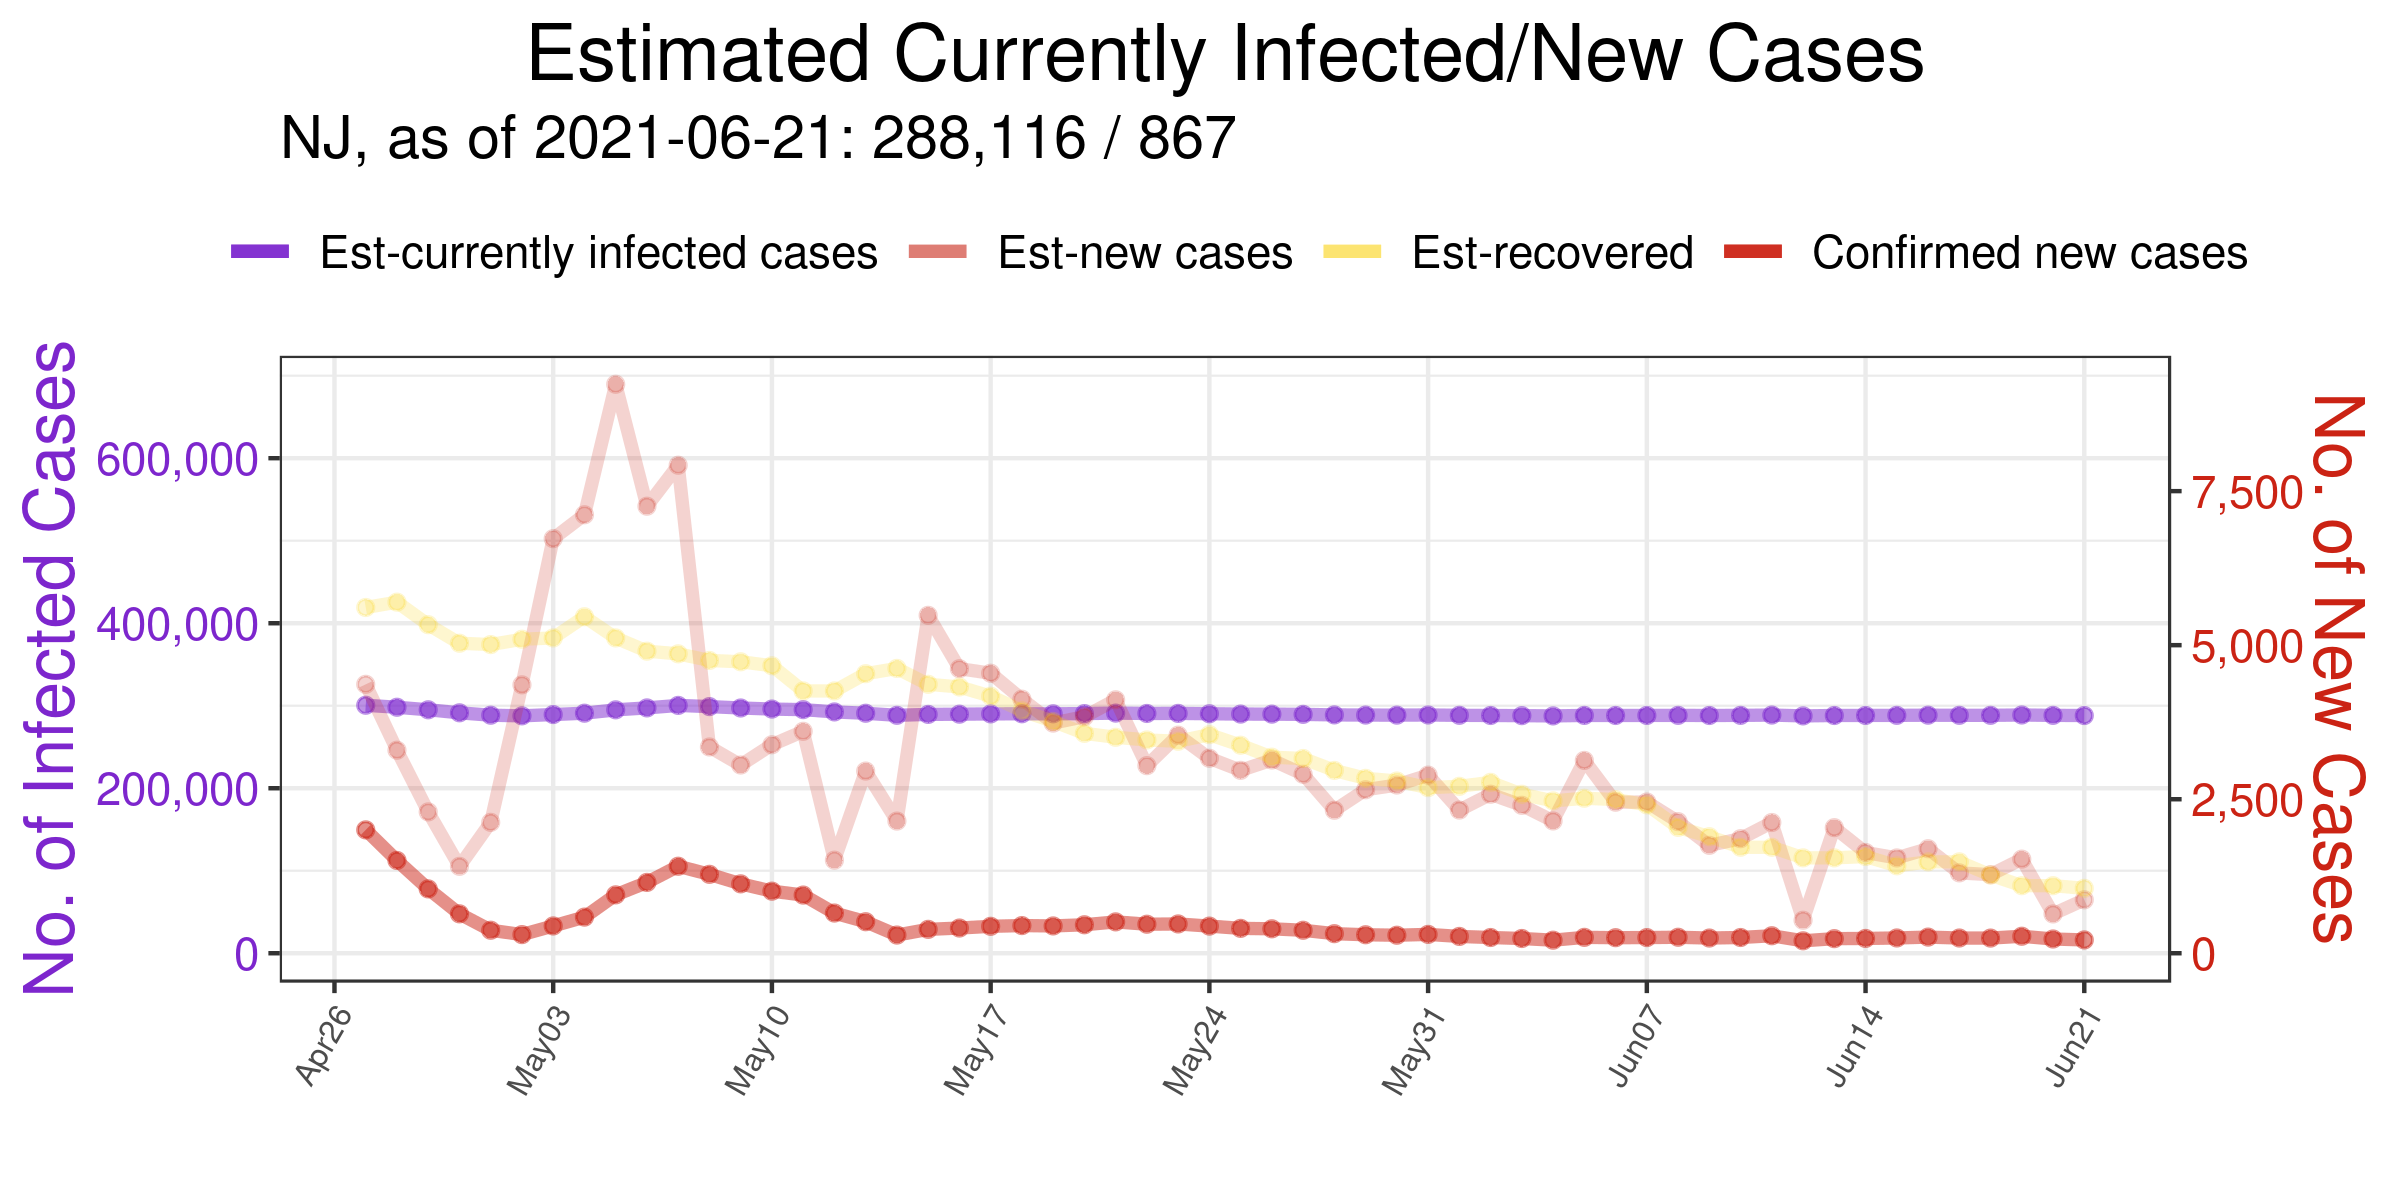 Estimated Currently Infected/New Cases
NJ, as of 2021-06-21: 288,116 / 867
Est-currently infected cases Est-new cases Est-recovered Confirmed new cases
No. of Infected Cases
600,000
400,000
200,000
0
7,500
5,000
2,500
0
No. of New Cases
Apr26 May03 May10 May17 May24 May31 Jun07 Jun14 Jun21